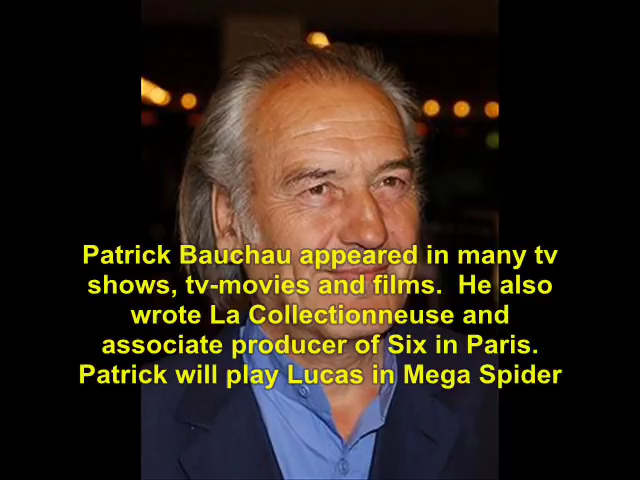 Patrick Bauchau appeared in many tv
shows, tv-movies and films.  He also
wrote La Collectionneuse and
associate producer of Six in Paris.
Patrick will play Lucas in Mega Spider